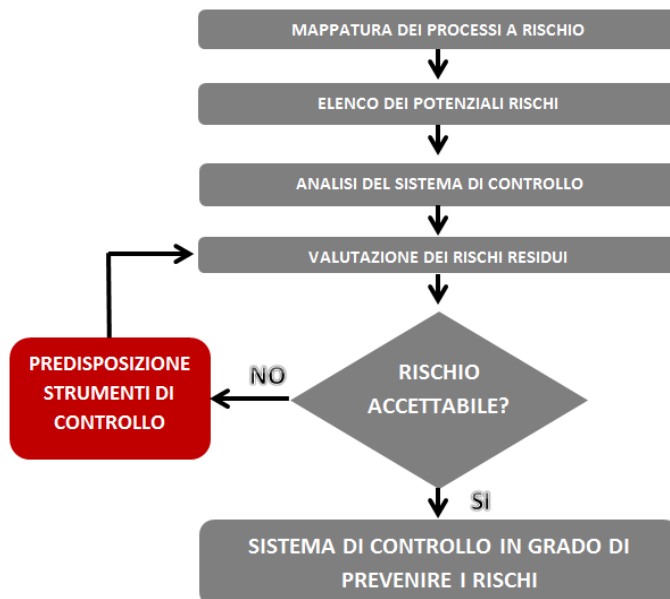 MAPPATURA DEI PROCESSI A RISCHIO
ELENCO DEI POTENZIALI RISCHI
ANALISI DEL SISTEMA DI CONTROLLO
VALUTAZIONE DEI RISCHI RESIDUI
RISCHIO
ACCETTABILE?
NO
PREDISPOSIZIONE
STRUMENTI DI
CONTROLLO
SI
SISTEMA DI CONTROLLO IN GRADO DI
PREVENIRE I RISCHI